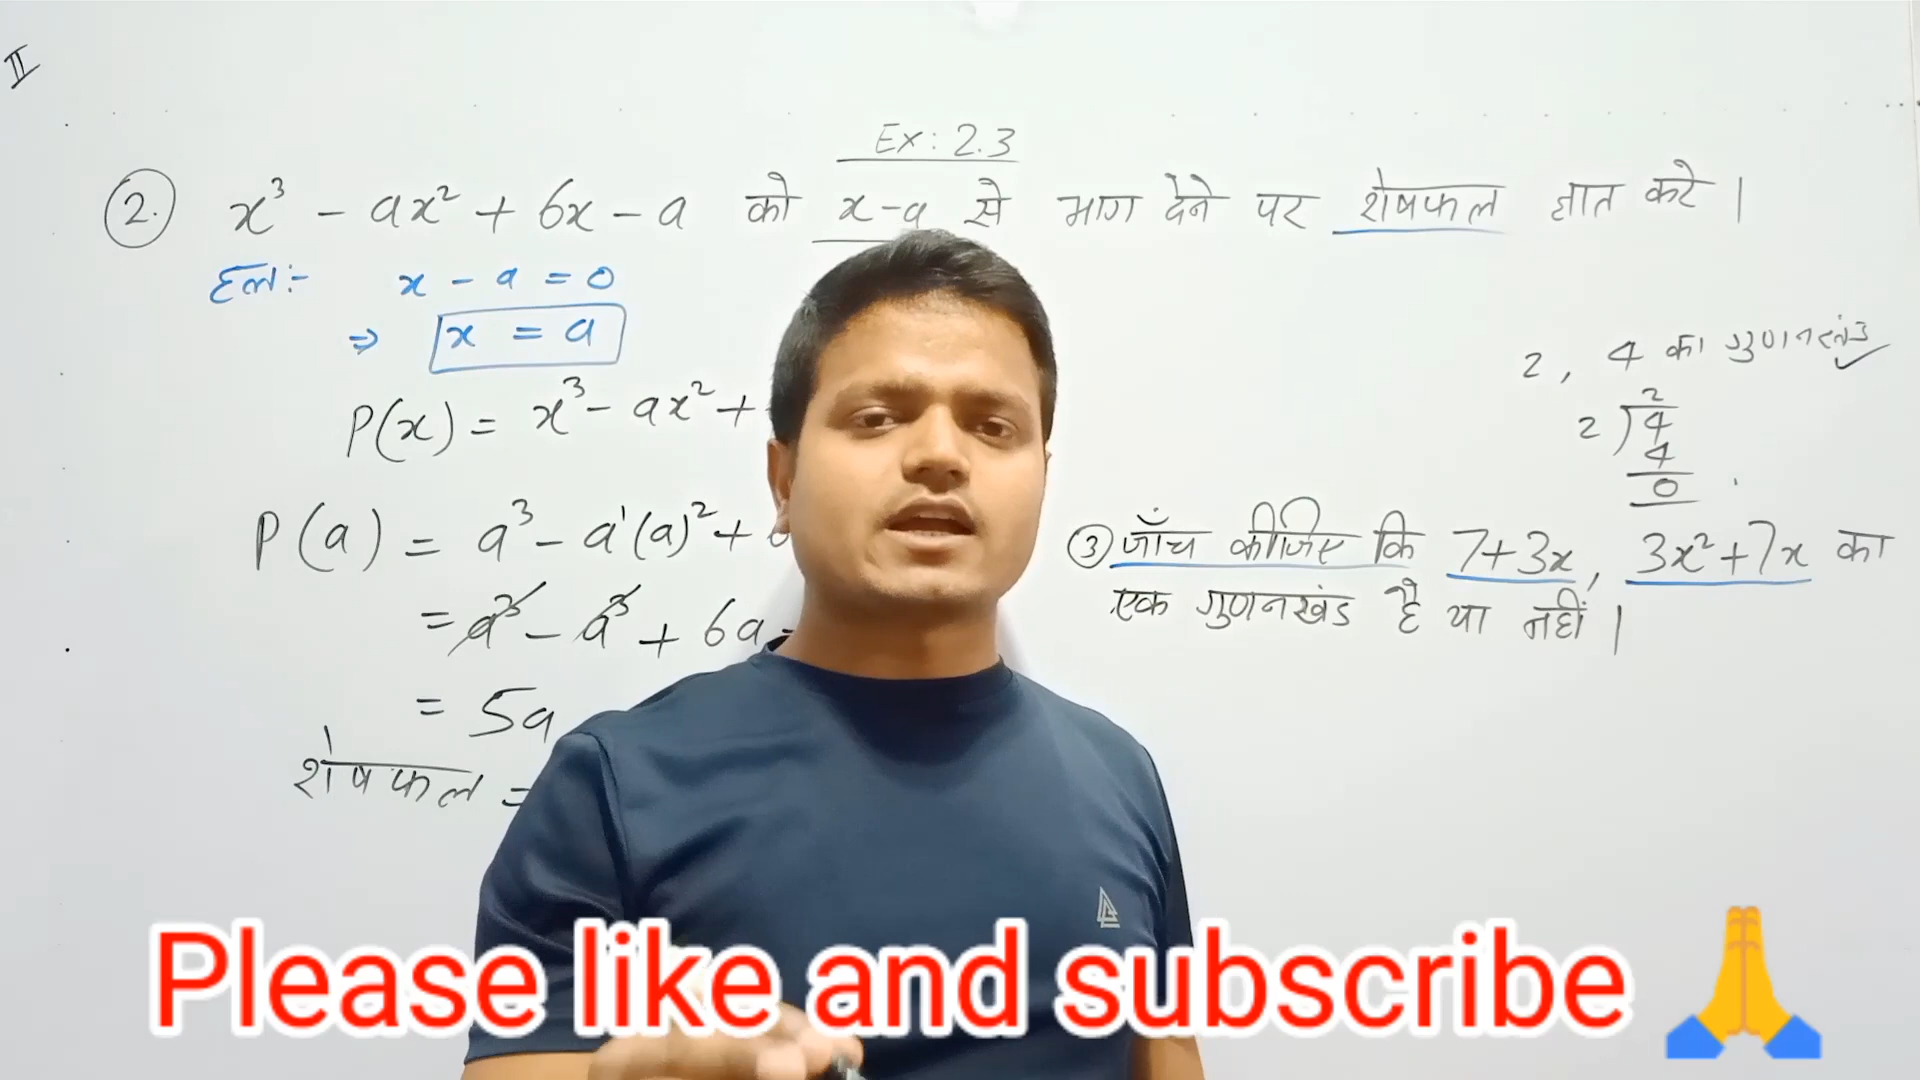 II
Ex: 2.3
2. x³ - ax² + 6x - a को x-a से भाग देने पर शेषफल ज्ञात करे।
हल:- x - a = 0
⇒ x = a
P(x) = x³ - ax² +
P(a) = a³ - a¹(a)² +
= a³ - a³ + 6a -
= 5a
शेषफल =
2, 4 का गुणनखंड ✓
2
2)4
4
0
③ जाँच कीजिए कि 7+3x, 3x²+7x का
एक गुणनखंड है या नहीं।
Please like and subscribe 🙏